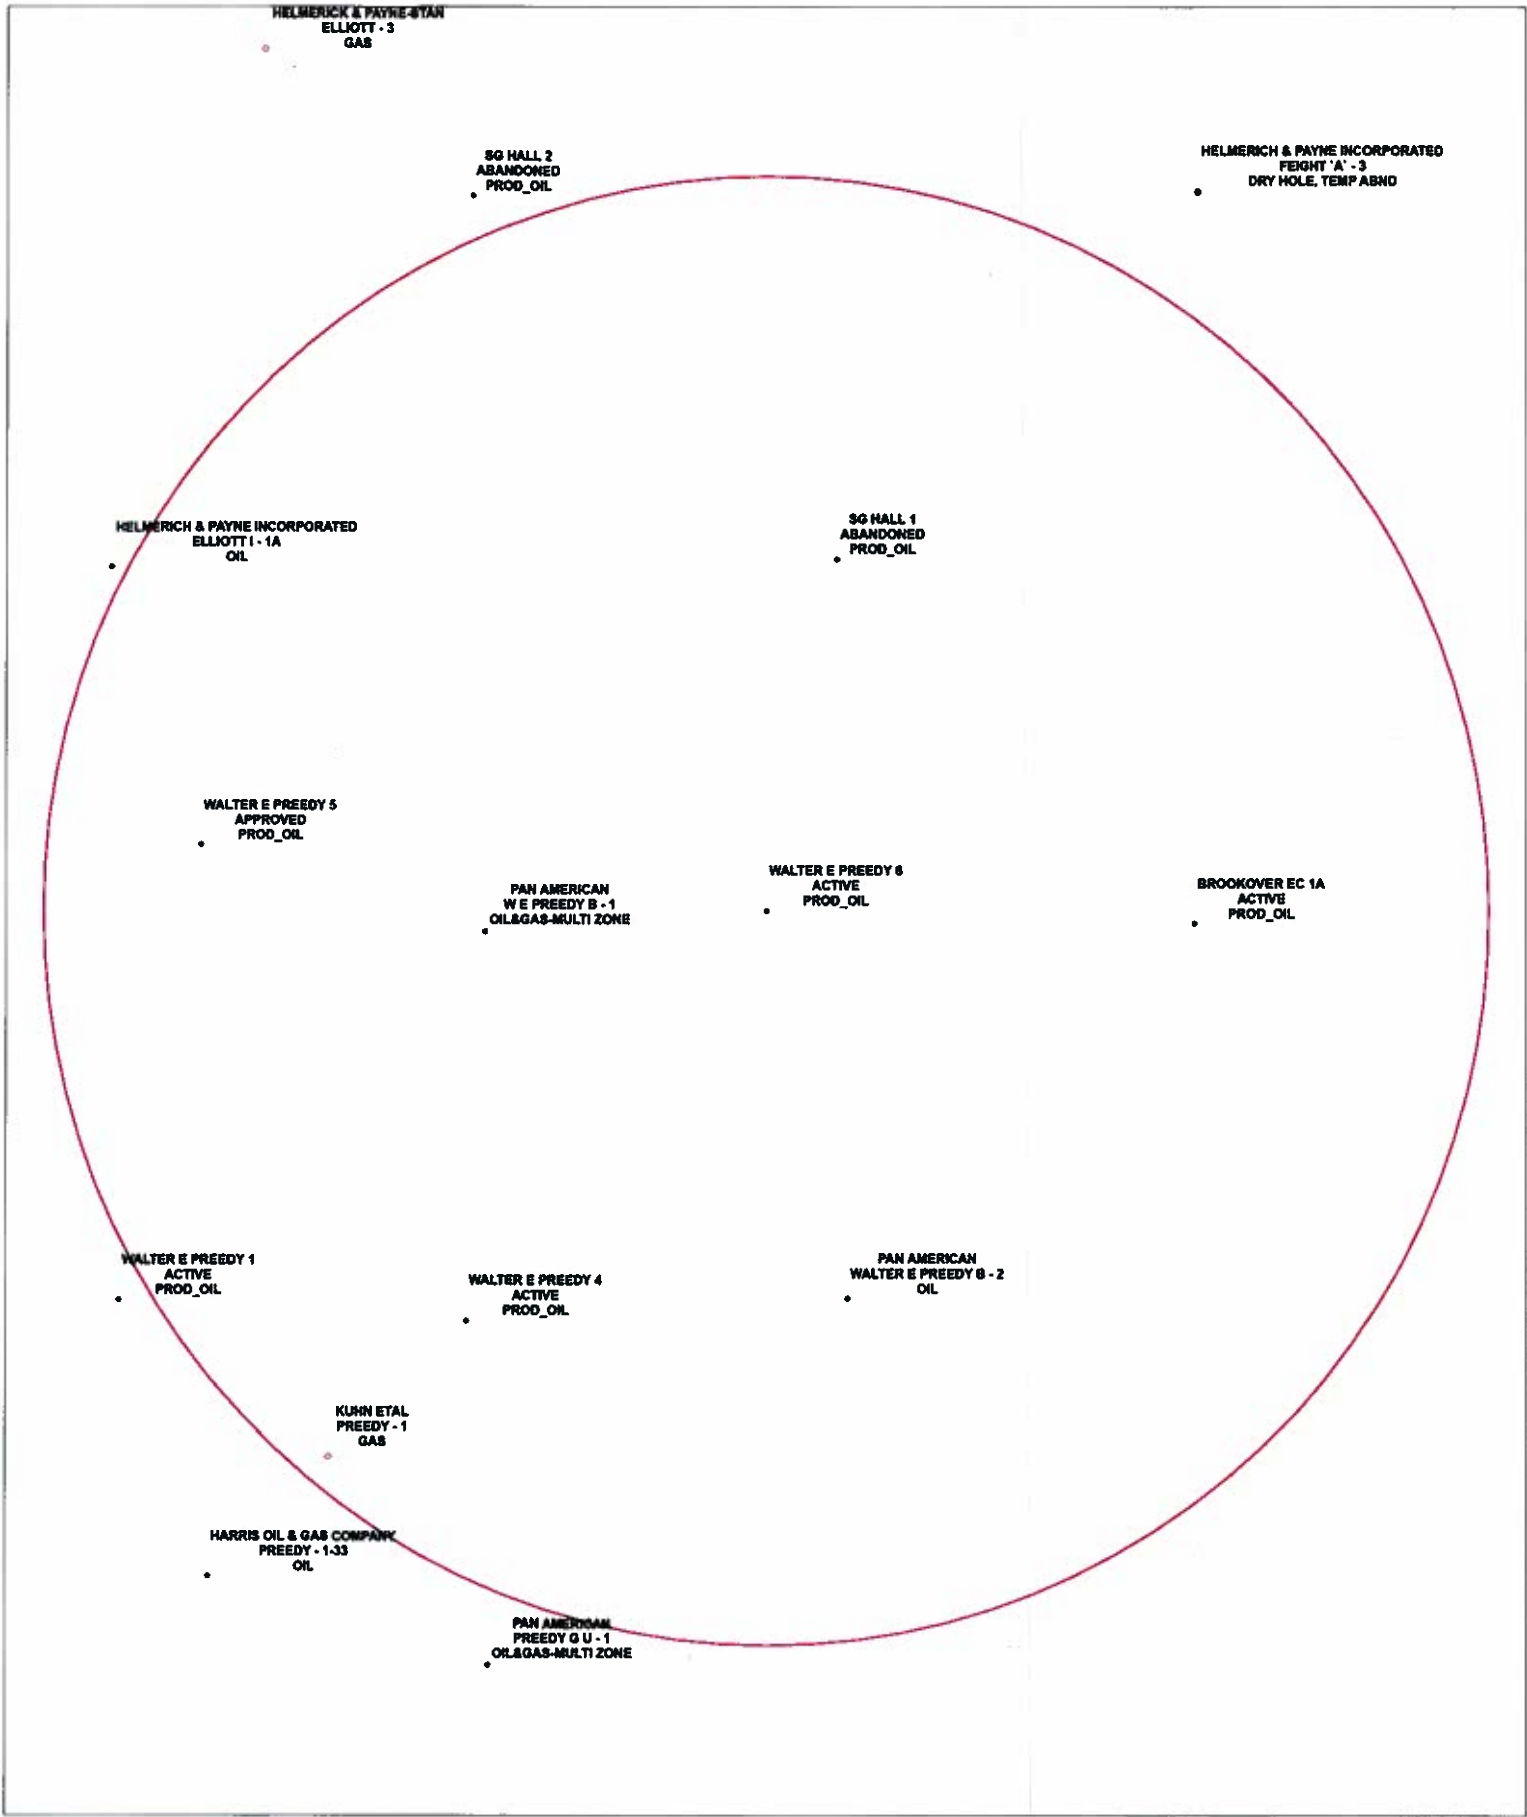 HELMERICK & PAYNE-STAN
ELLIOTT - 3
GAS
SG HALL 2
ABANDONED
PROD_OIL
HELMERICH & PAYNE INCORPORATED
FEIGHT 'A' - 3
DRY HOLE, TEMP ABND
HELMERICH & PAYNE INCORPORATED
ELLIOTT I - 1A
OIL
SG HALL 1
ABANDONED
PROD_OIL
WALTER E PREEDY 5
APPROVED
PROD_OIL
PAN AMERICAN
W E PREEDY B - 1
OIL&GAS-MULTI ZONE
WALTER E PREEDY 6
ACTIVE
PROD_OIL
BROOKOVER EC 1A
ACTIVE
PROD_OIL
WALTER E PREEDY 1
ACTIVE
PROD_OIL
WALTER E PREEDY 4
ACTIVE
PROD_OIL
PAN AMERICAN
WALTER E PREEDY B - 2
OIL
KUHN ETAL
PREEDY - 1
GAS
HARRIS OIL & GAS COMPANY
PREEDY - 1-33
OIL
PAN AMERICAN
PREEDY G U - 1
OIL&GAS-MULTI ZONE